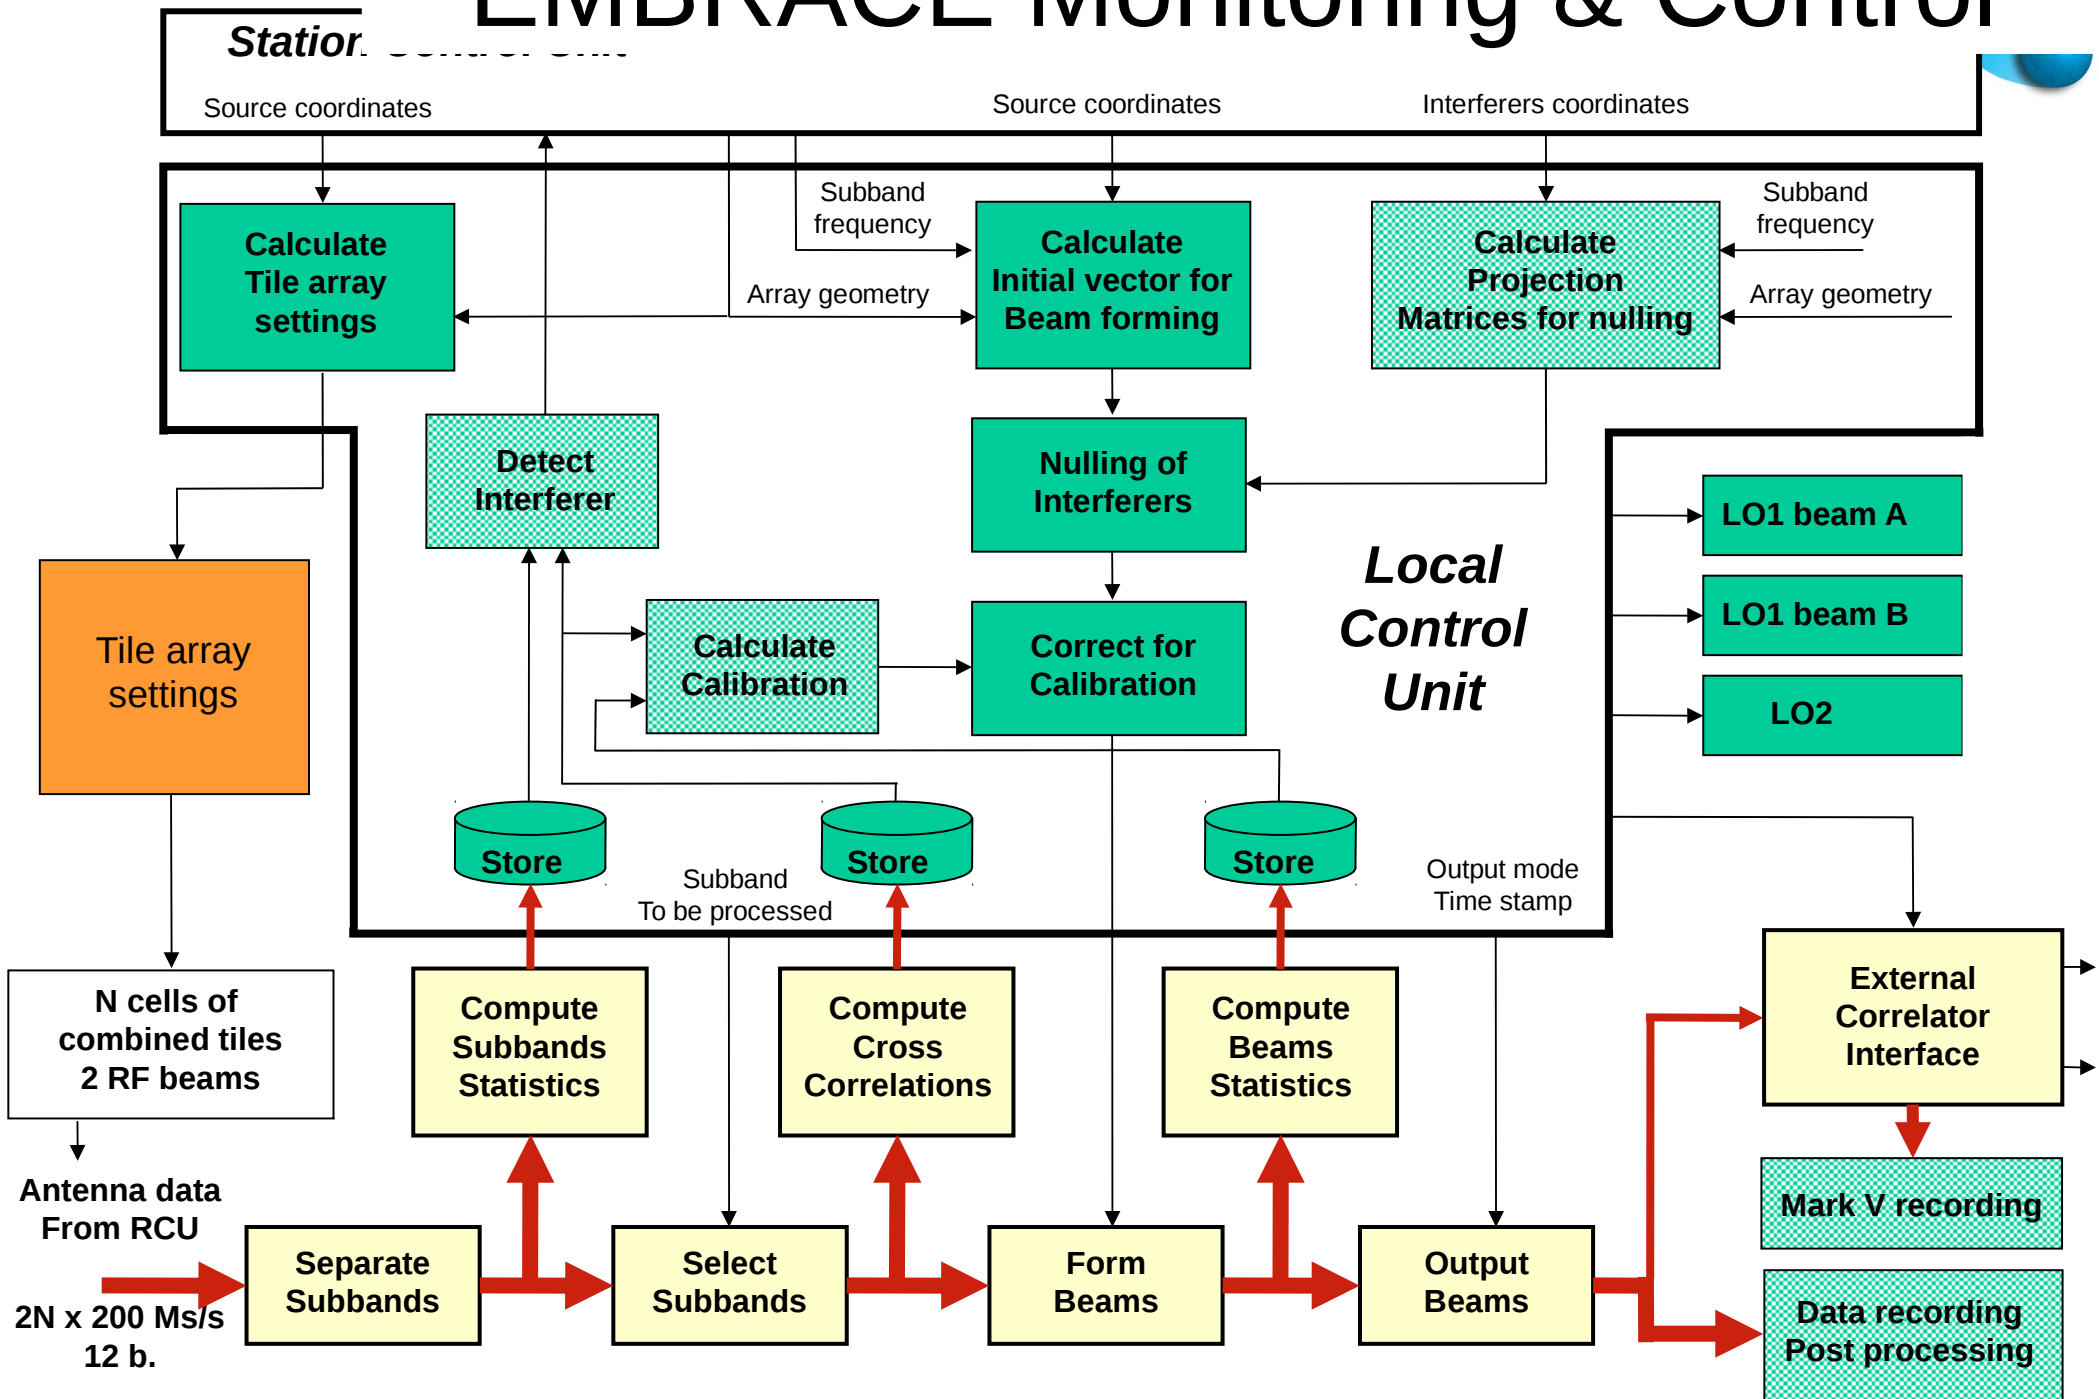 EMBRACE Monitoring & Control
Station Control Unit
Source coordinates
Source coordinates
Interferers coordinates
Subband
frequency
Subband
frequency
Calculate
Tile array
settings
Array geometry
Calculate
Initial vector for
Beam forming
Calculate
Projection
Matrices for nulling
Array geometry
Detect
Interferer
Nulling of
Interferers
LO1 beam A
Local
Control
Unit
LO1 beam B
Tile array
settings
Calculate
Calibration
Correct for
Calibration
LO2
Store
Store
Store
Subband
To be processed
Output mode
Time stamp
N cells of
combined tiles
2 RF beams
Compute
Subbands
Statistics
Compute
Cross
Correlations
Compute
Beams
Statistics
External
Correlator
Interface
Antenna data
From RCU
Mark V recording
Separate
Subbands
Select
Subbands
Form
Beams
Output
Beams
2N x 200 Ms/s
12 b.
Data recording
Post processing